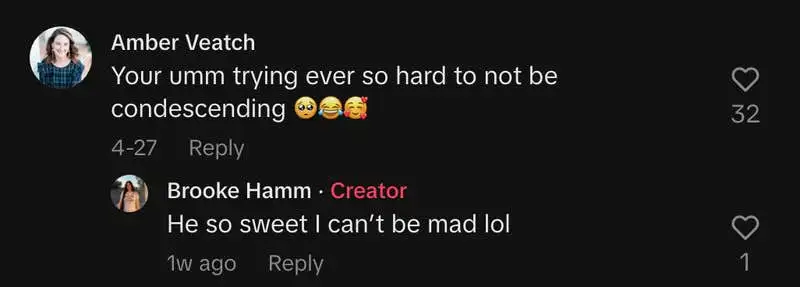 Amber Veatch
Your umm trying ever so hard to not be
condescending 🥺😂🥰
32
4-27 Reply
Brooke Hamm · Creator
He so sweet I can’t be mad lol
1w ago Reply
1